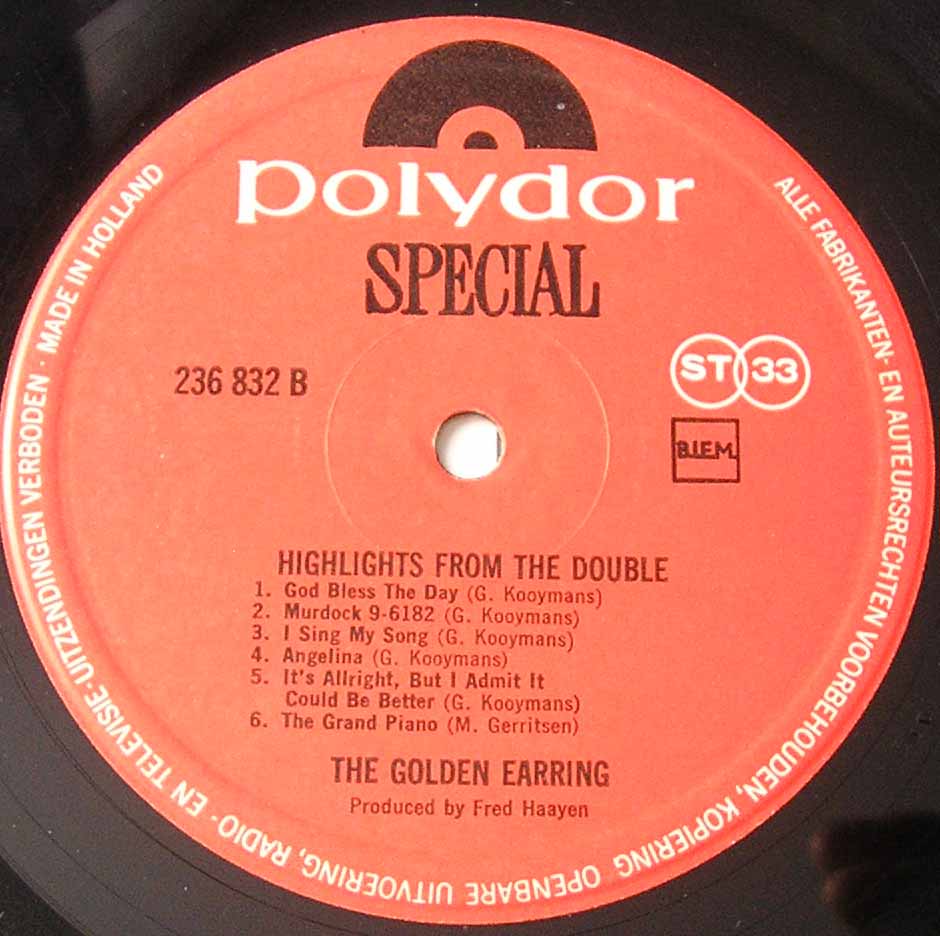 polydor
SPECIAL
236 832 B
ST 33
B.I.E.M.
HIGHLIGHTS FROM THE DOUBLE
1. God Bless The Day (G. Kooymans)
2. Murdock 9-6182 (G. Kooymans)
3. I Sing My Song (G. Kooymans)
4. Angelina (G. Kooymans)
5. It's Allright, But I Admit It
Could Be Better (G. Kooymans)
6. The Grand Piano (M. Gerritsen)
THE GOLDEN EARRING
Produced by Fred Haayen
ALLE FABRIKANTEN- EN AUTEURSRECHTEN VOORBEHOUDEN, KOPIERING OPENBARE UITVOERING, RADIO- EN TELEVISIE-UITZENDINGEN VERBODEN · MADE IN HOLLAND